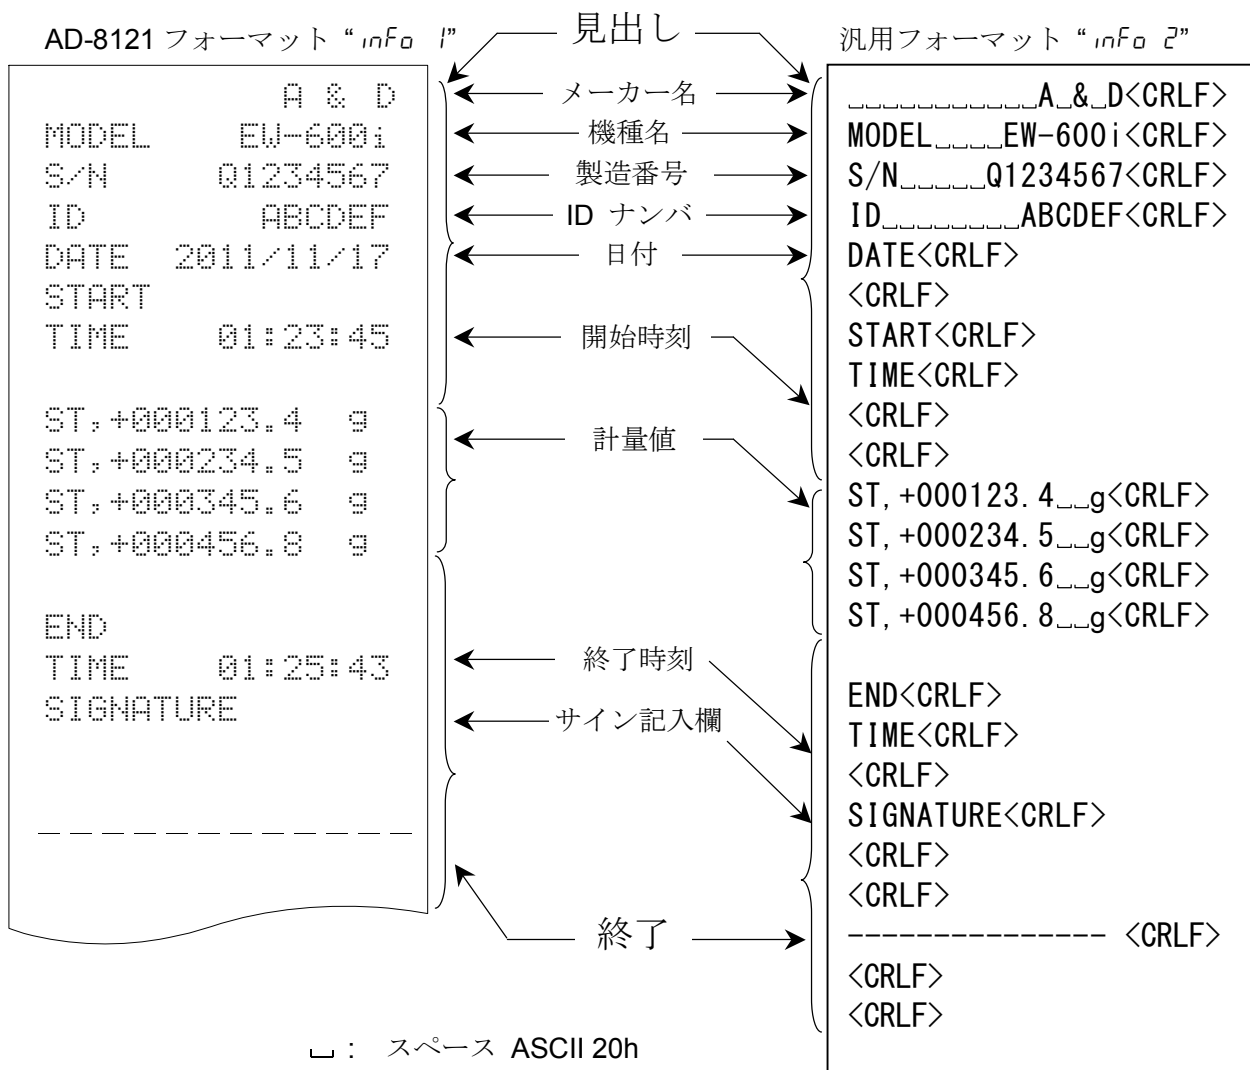 AD-8121 フォーマット “info 1”
A & D
MODEL EW-600i
S/N Q1234567
ID ABCDEF
DATE 2011/11/17
START
TIME 01:23:45
ST,+000123.4 g
ST,+000234.5 g
ST,+000345.6 g
ST,+000456.8 g
END
TIME 01:25:43
SIGNATURE
_ _ _ _ _ _ _ _ _ _ _ _
見出し
メーカー名
機種名
製造番号
ID ナンバ
日付
開始時刻
計量値
終了時刻
サイン記入欄
終了
汎用フォーマット “info 2”
␣␣␣␣␣␣␣␣␣␣␣A␣&␣D<CRLF>
MODEL␣␣␣␣EW-600i<CRLF>
S/N␣␣␣␣␣Q1234567<CRLF>
ID␣␣␣␣␣␣␣␣ABCDEF<CRLF>
DATE<CRLF>
<CRLF>
START<CRLF>
TIME<CRLF>
<CRLF>
<CRLF>
ST,+000123.4␣␣g<CRLF>
ST,+000234.5␣␣g<CRLF>
ST,+000345.6␣␣g<CRLF>
ST,+000456.8␣␣g<CRLF>
END<CRLF>
TIME<CRLF>
<CRLF>
SIGNATURE<CRLF>
<CRLF>
<CRLF>
--------------- <CRLF>
<CRLF>
<CRLF>
␣ : スペース ASCII 20h